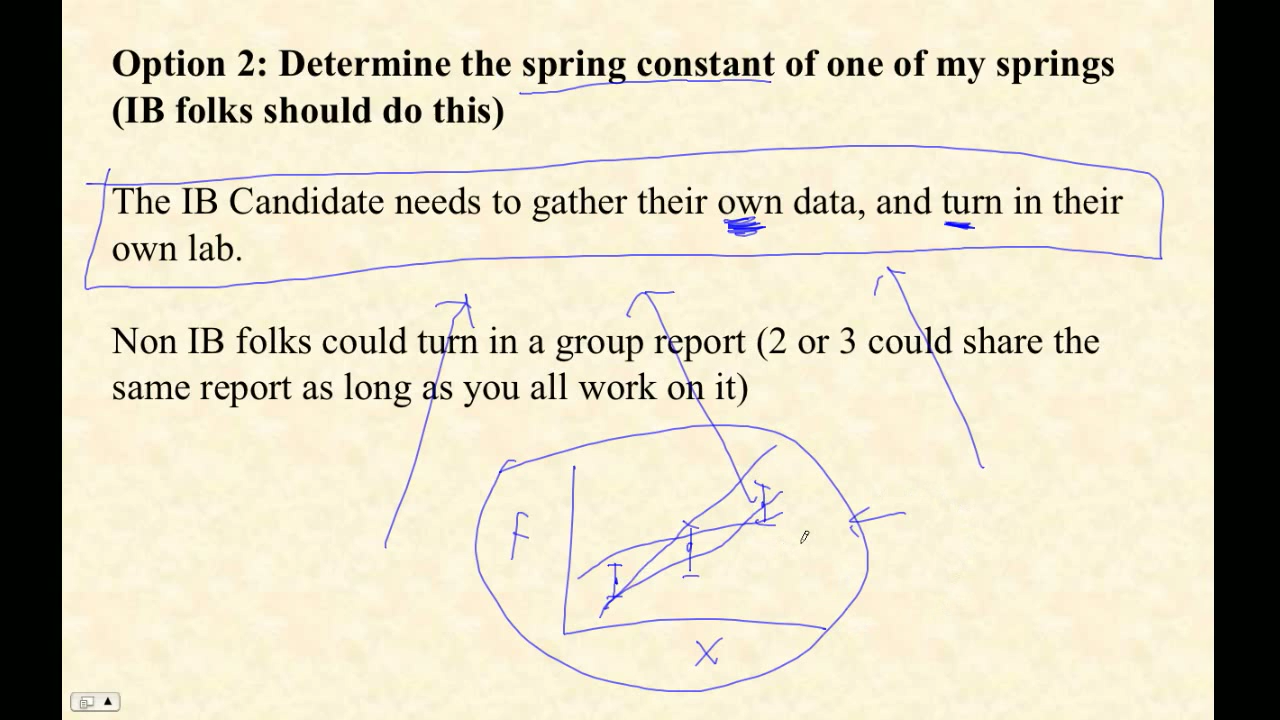 Option 2: Determine the spring constant of one of my springs
(IB folks should do this)
The IB Candidate needs to gather their own data, and turn in their
own lab.
Non IB folks could turn in a group report (2 or 3 could share the
same report as long as you all work on it)
F
X